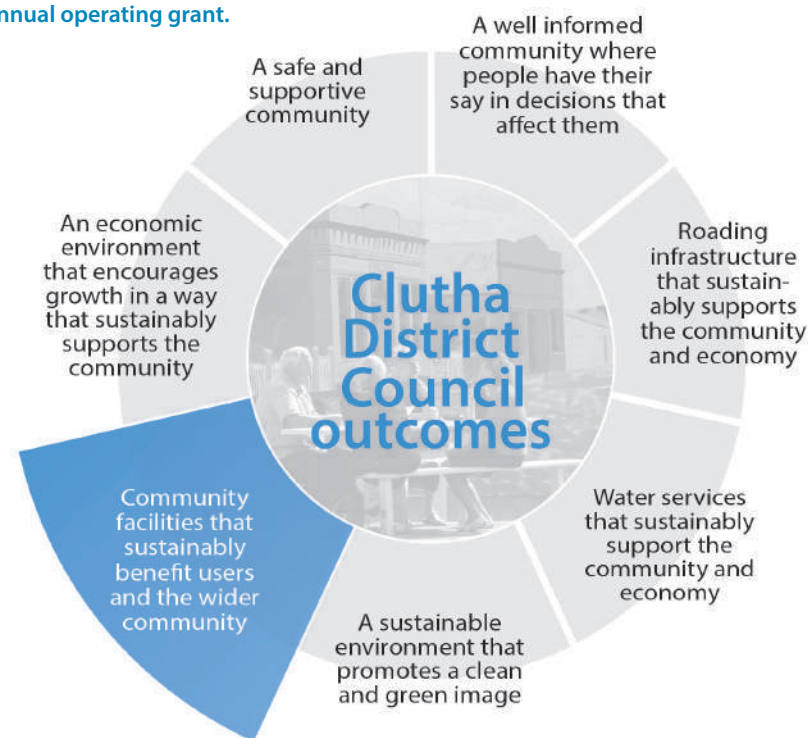 nnual operating grant.
A well informed
community where
people have their
say in decisions that
affect them
A safe and
supportive
community
An economic
environment
that encourages
growth in a way
that sustainably
supports the
community
Roading
infrastructure
that sustain-
ably supports
the community
and economy
Clutha
District
Council
outcomes
Community
facilities that
sustainably
benefit users
and the wider
community
Water services
that sustainably
support the
community and
economy
A sustainable
environment that
promotes a clean
and green image